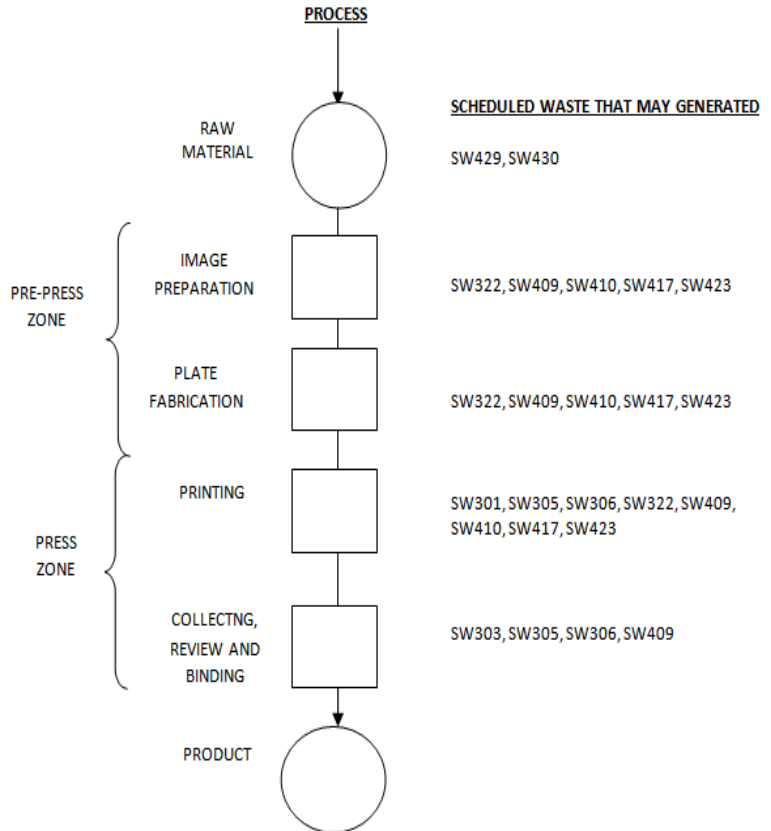 PROCESS
SCHEDULED WASTE THAT MAY GENERATED
RAW
MATERIAL
SW429, SW430
PRE-PRESS
ZONE
IMAGE
PREPARATION
SW322, SW409, SW410, SW417, SW423
PLATE
FABRICATION
SW322, SW409, SW410, SW417, SW423
PRESS
ZONE
PRINTING
SW301, SW305, SW306, SW322, SW409,
SW410, SW417, SW423
COLLECTNG,
REVIEW AND
BINDING
SW303, SW305, SW306, SW409
PRODUCT